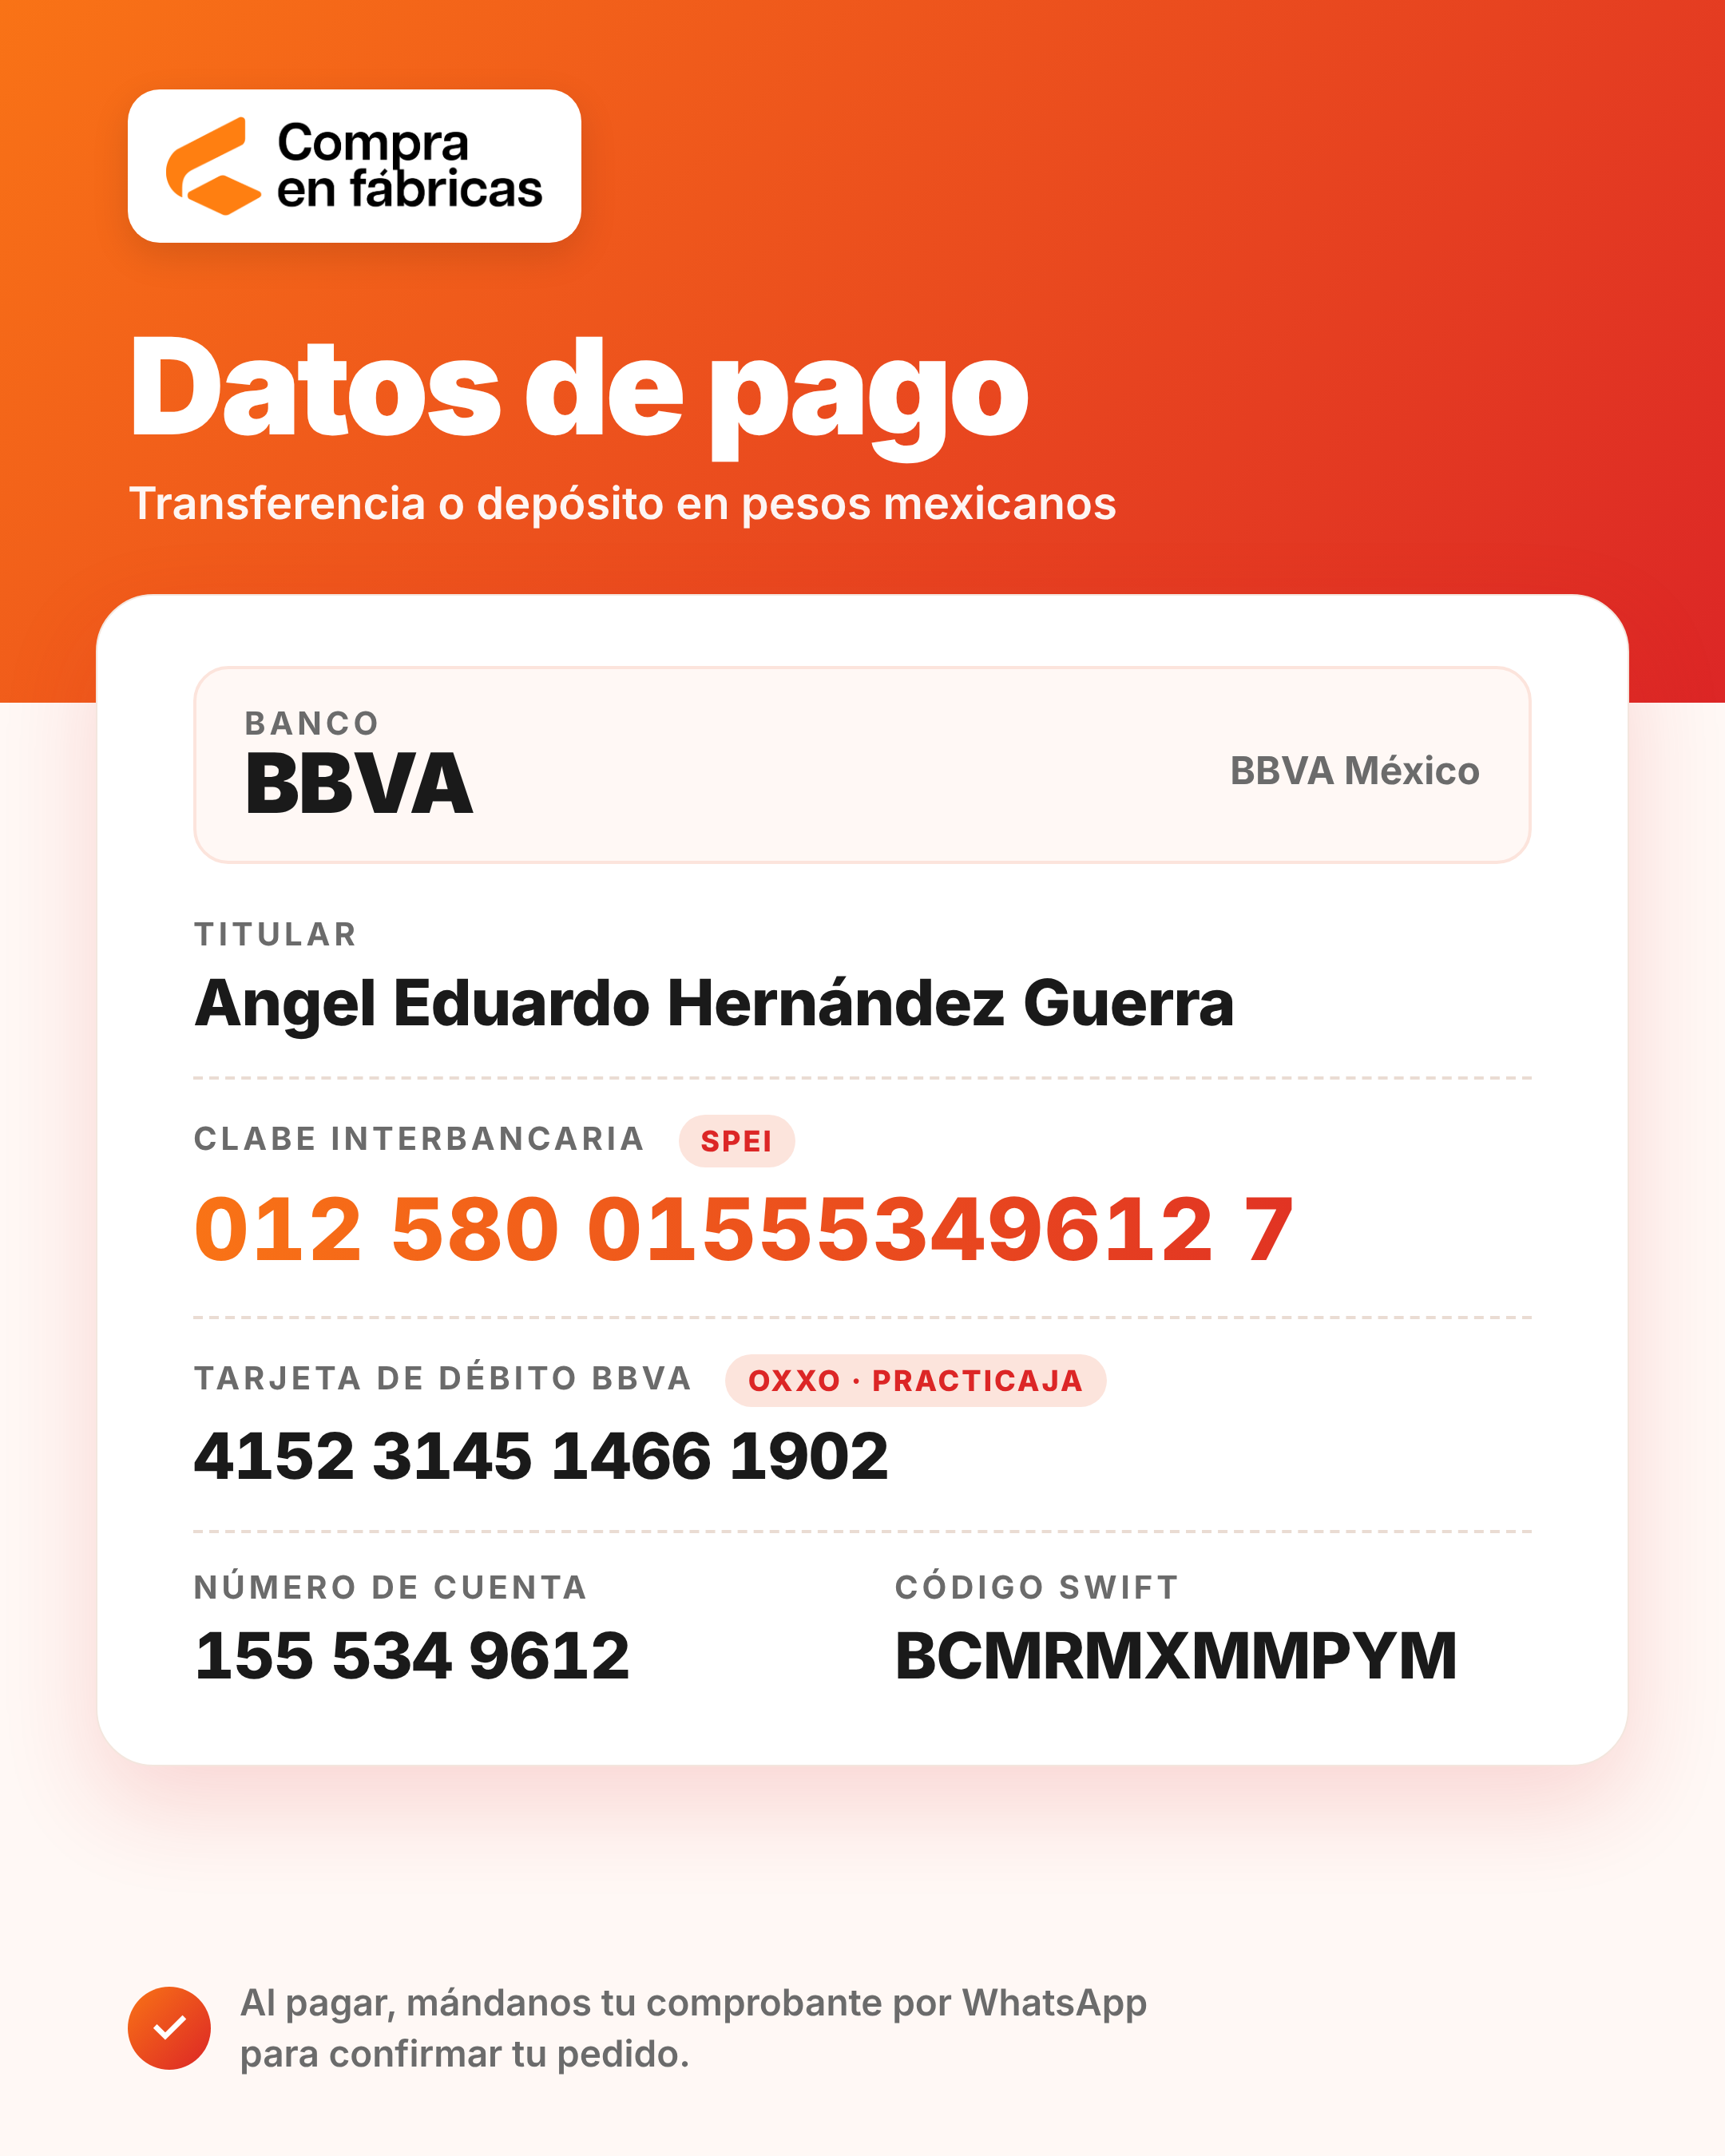 Compra
en fábricas
Datos de pago
Transferencia o depósito en pesos mexicanos
BANCO
BBVA
BBVA México
TITULAR
Angel Eduardo Hernández Guerra
CLABE INTERBANCARIA SPEI
012 580 01555349612 7
TARJETA DE DÉBITO BBVA OXXO · PRACTICAJA
4152 3145 1466 1902
NÚMERO DE CUENTA
155 534 9612
CÓDIGO SWIFT
BCMRMXMMPYM
Al pagar, mándanos tu comprobante por WhatsApp
para confirmar tu pedido.